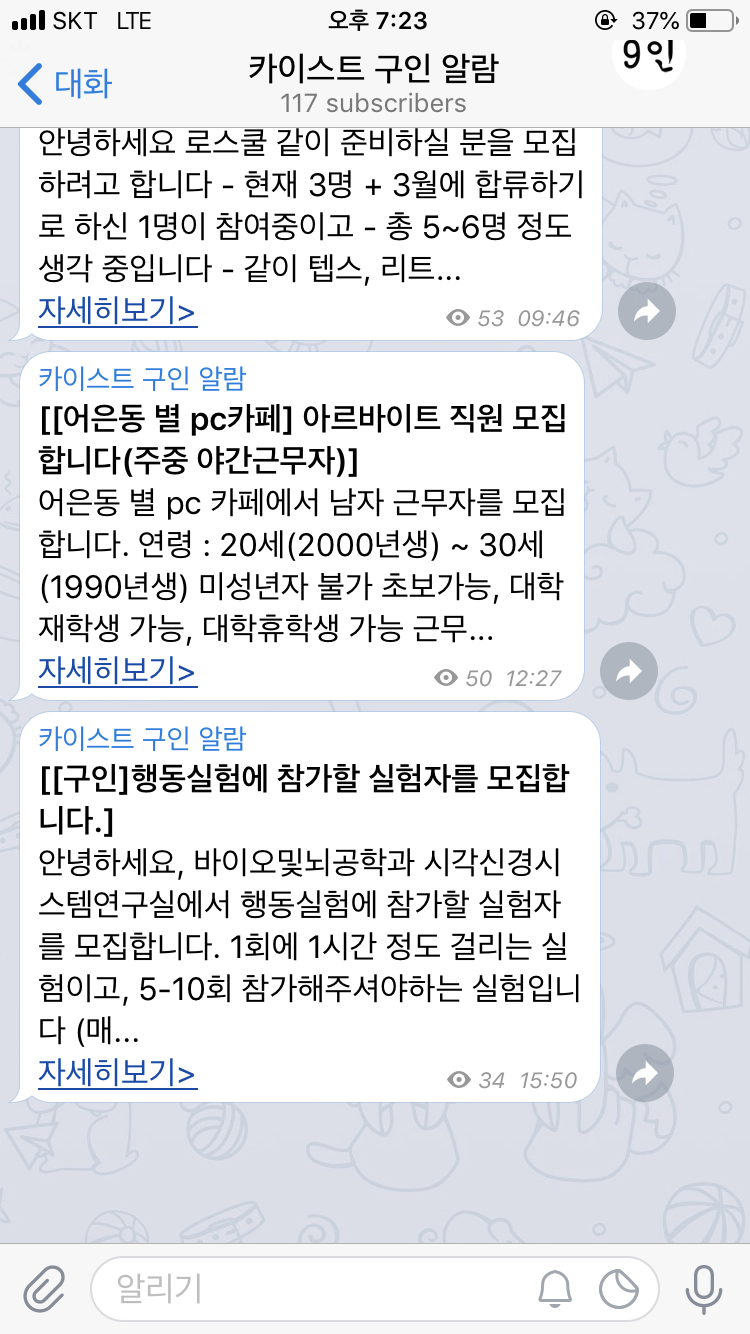 SKT LTE 오후 7:23 37%
대화 카이스트 구인 알람 9인
117 subscribers
안녕하세요 로스쿨 같이 준비하실 분을 모집
하려고 합니다 - 현재 3명 + 3월에 합류하기
로 하신 1명이 참여중이고 - 총 5~6명 정도
생각 중입니다 - 같이 텝스, 리트...
자세히보기> 53 09:46
카이스트 구인 알람
[[어은동 별 pc카페] 아르바이트 직원 모집
합니다(주중 야간근무자)]
어은동 별 pc 카페에서 남자 근무자를 모집
합니다. 연령 : 20세(2000년생) ~ 30세
(1990년생) 미성년자 불가 초보가능, 대학
재학생 가능, 대학휴학생 가능 근무...
자세히보기> 50 12:27
카이스트 구인 알람
[[구인]행동실험에 참가할 실험자를 모집합
니다.]
안녕하세요, 바이오및뇌공학과 시각신경시
스템연구실에서 행동실험에 참가할 실험자
를 모집합니다. 1회에 1시간 정도 걸리는 실
험이고, 5-10회 참가해주셔야하는 실험입니
다 (매...
자세히보기> 34 15:50
알리기